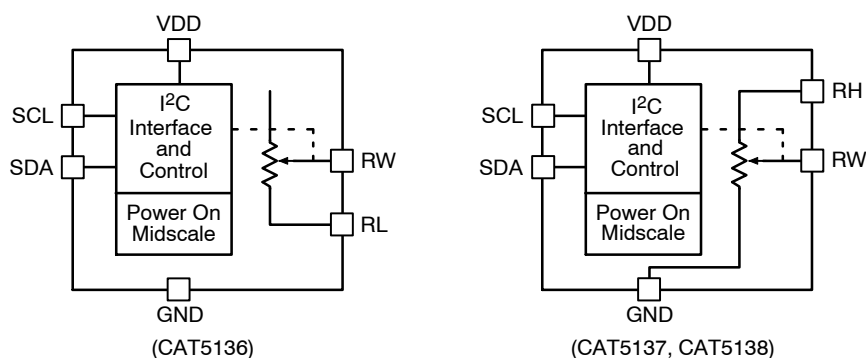 VDD
SCL
SDA
I²C
Interface
and
Control
Power On
Midscale
RW
RL
GND
(CAT5136)
VDD
SCL
SDA
I²C
Interface
and
Control
Power On
Midscale
RH
RW
GND
(CAT5137, CAT5138)